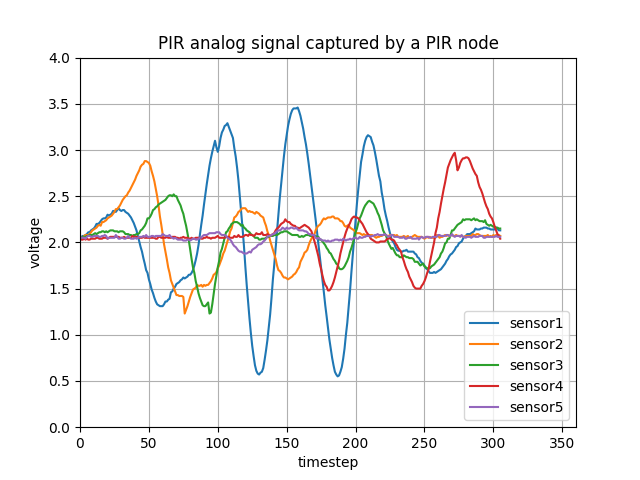 PIR analog signal captured by a PIR node
4.0
3.5
3.0
2.5
2.0
1.5
1.0
0.5
0.0
voltage
0 50 100 150 200 250 300 350
timestep
sensor1
sensor2
sensor3
sensor4
sensor5